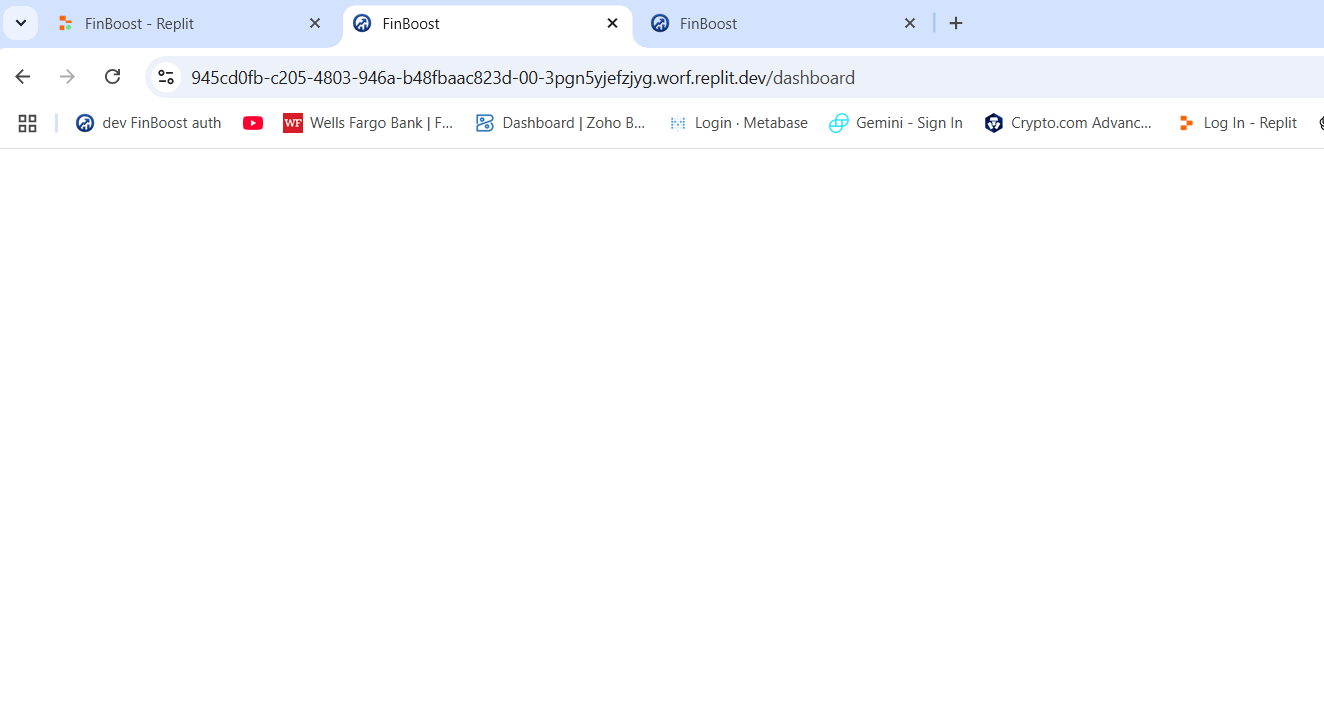 FinBoost - Replit FinBoost FinBoost
945cd0fb-c205-4803-946a-b48fbaac823d-00-3pgn5yjefzjyg.worf.replit.dev/dashboard
dev FinBoost auth WF Wells Fargo Bank | F... Dashboard | Zoho B... Login · Metabase Gemini - Sign In Crypto.com Advanc... Log In - Replit